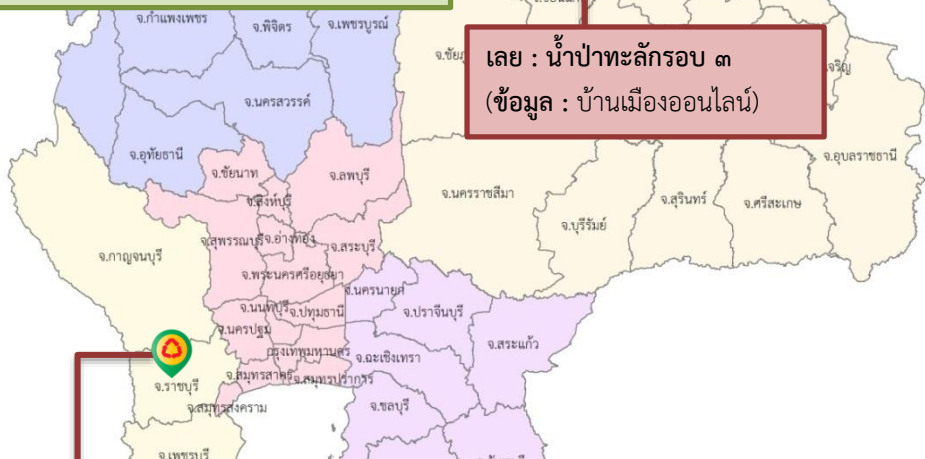 จ.กำแพงเพชร
จ.พิจิตร
จ.เพชรบูรณ์
เลย : น้ำป่าทะลักรอบ ๓
(ข้อมูล : บ้านเมืองออนไลน์)
จ.นครสวรรค์
จ.อุทัยธานี
จ.ชัยนาท
จ.ลพบุรี
จ.อุบลราชธานี
จ.สิงห์บุรี
จ.นครราชสีมา
จ.สุรินทร์
จ.ศรีสะเกษ
จ.บุรีรัมย์
จ.สุพรรณบุรี
จ.อ่างทอง
จ.สระบุรี
จ.กาญจนบุรี
จ.พระนครศรีอยุธยา
จ.นครนายก
จ.นนทบุรี
จ.ปทุมธานี
จ.ปราจีนบุรี
จ.นครปฐม
จ.สระแก้ว
กรุงเทพมหานคร
จ.ฉะเชิงเทรา
จ.ราชบุรี
จ.สมุทรสาคร
จ.สมุทรปราการ
จ.สมุทรสงคราม
จ.ชลบุรี
จ.เพชรบุรี